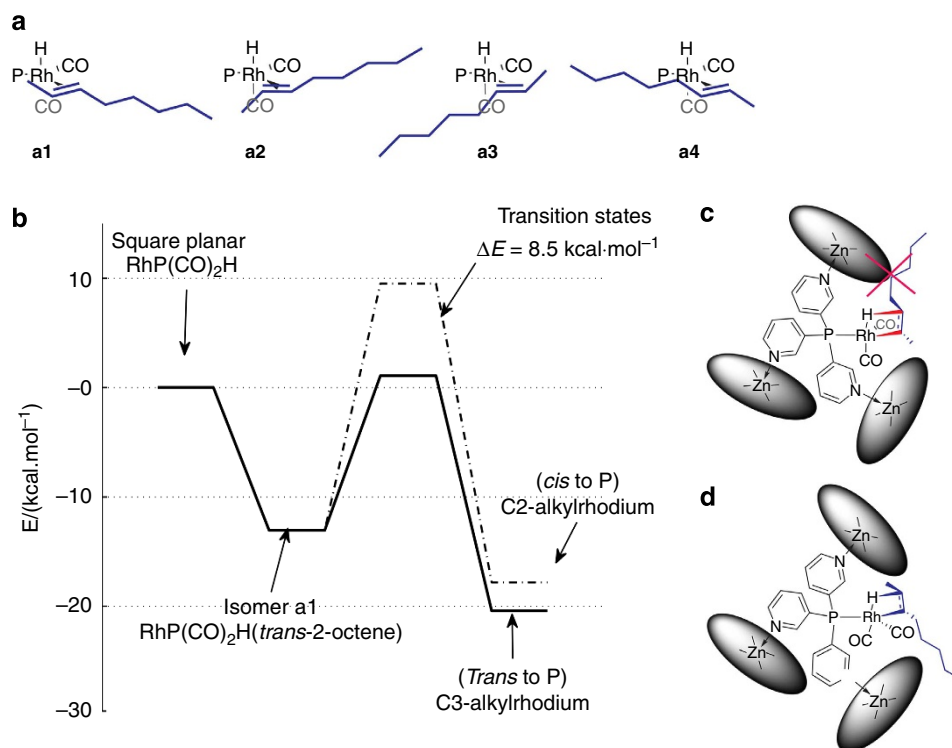 a
H
P Rh CO
CO
a1
H
P Rh CO
CO
a2
H
P Rh CO
CO
a3
H
P Rh CO
CO
a4
b
Square planar
RhP(CO)2H
Transition states
ΔE = 8.5 kcal·mol–1
10
–0
–10
–20
–30
E/(kcal.mol–1)
Isomer a1
RhP(CO)2H(trans-2-octene)
(cis to P)
C2-alkylrhodium
(Trans to P)
C3-alkylrhodium
c
Zn
N
H
CO
P Rh
N
CO
Zn
N
Zn
d
Zn
N
H
N
P Rh
OC CO
Zn
Zn